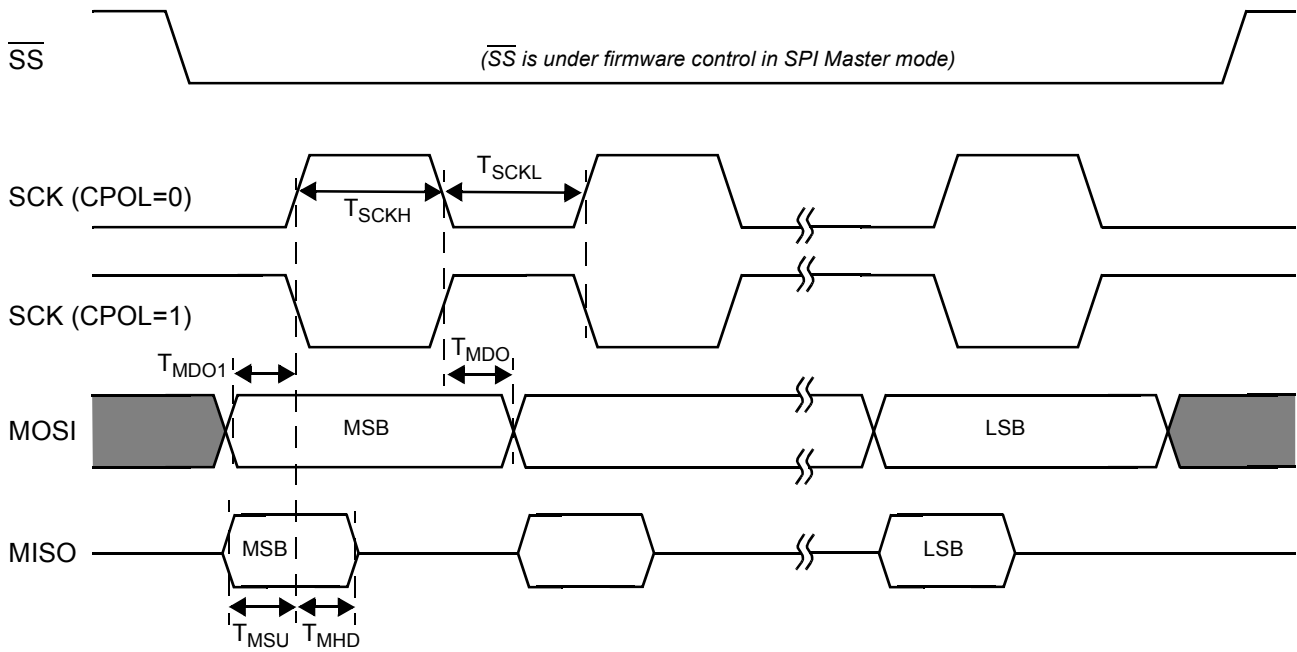 SS
(SS is under firmware control in SPI Master mode)
TSCKL
SCK (CPOL=0)
TSCKH
SCK (CPOL=1)
TMDO1
TMDO
MOSI
MSB
LSB
MISO
MSB
LSB
TMSU
TMHD